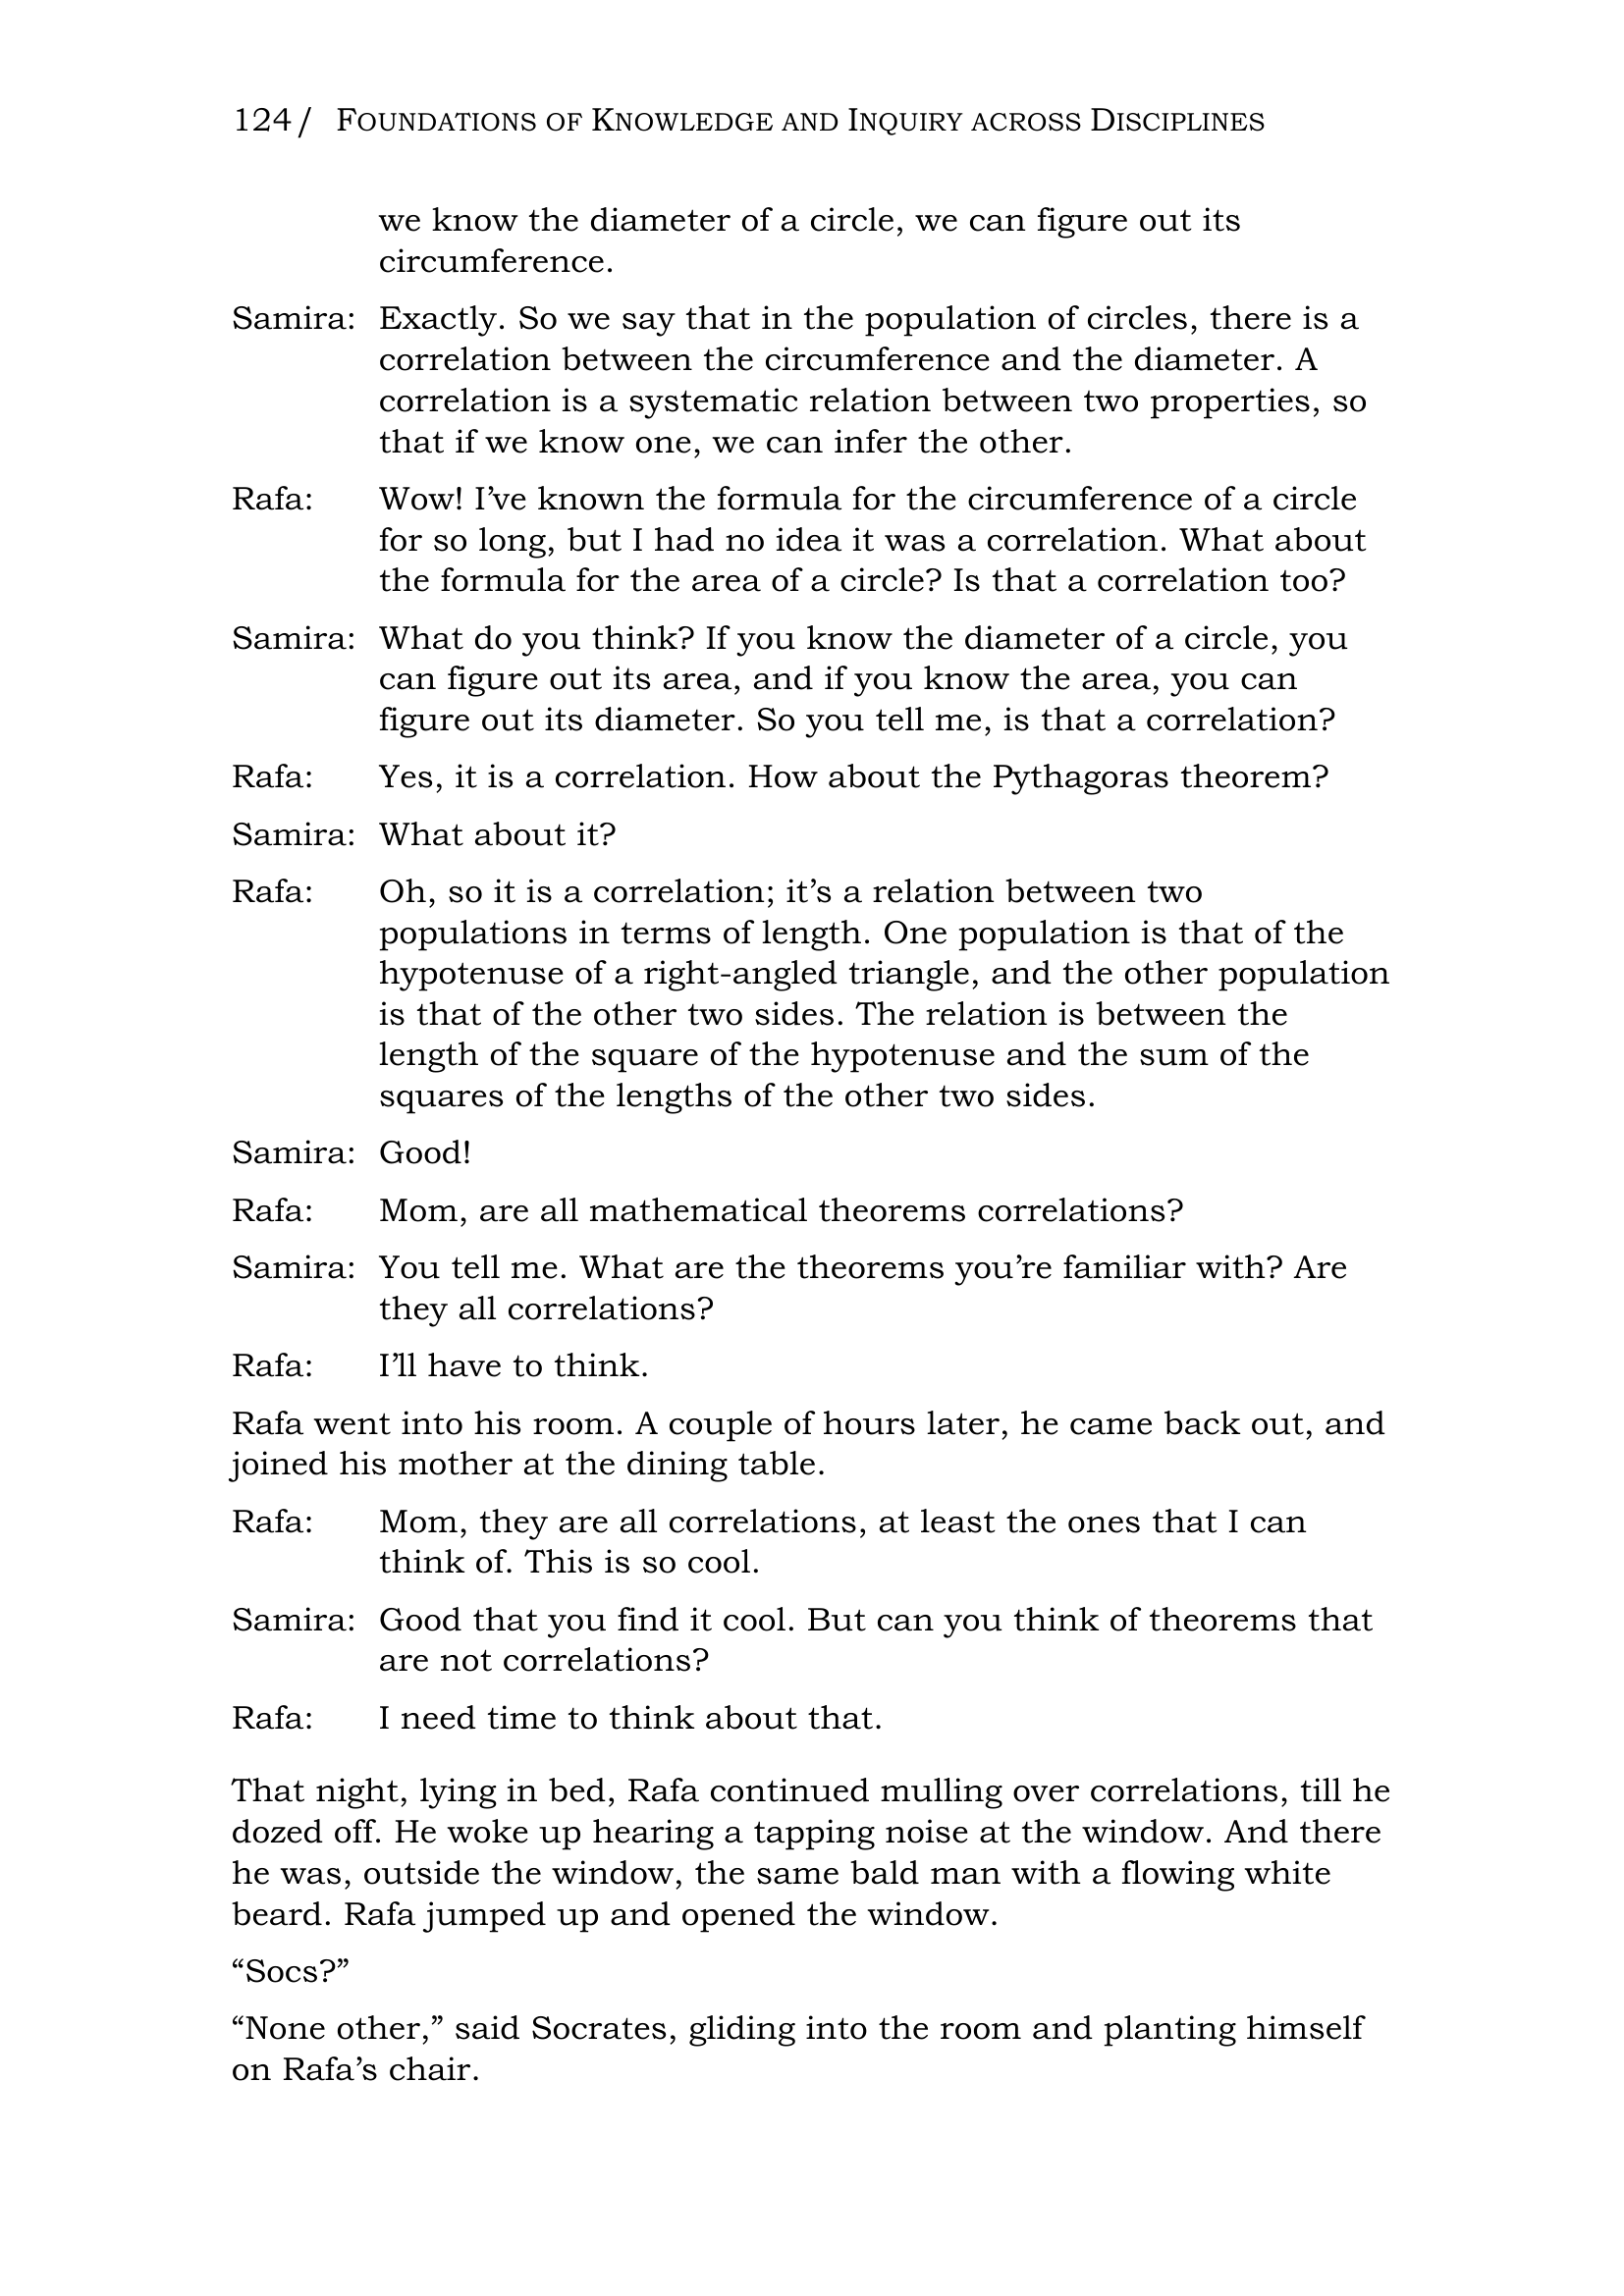 124/ FOUNDATIONS OF KNOWLEDGE AND INQUIRY ACROSS DISCIPLINES
we know the diameter of a circle, we can figure out its
circumference.
Samira: Exactly. So we say that in the population of circles, there is a
correlation between the circumference and the diameter. A
correlation is a systematic relation between two properties, so
that if we know one, we can infer the other.
Rafa: Wow! I’ve known the formula for the circumference of a circle
for so long, but I had no idea it was a correlation. What about
the formula for the area of a circle? Is that a correlation too?
Samira: What do you think? If you know the diameter of a circle, you
can figure out its area, and if you know the area, you can
figure out its diameter. So you tell me, is that a correlation?
Rafa: Yes, it is a correlation. How about the Pythagoras theorem?
Samira: What about it?
Rafa: Oh, so it is a correlation; it’s a relation between two
populations in terms of length. One population is that of the
hypotenuse of a right-angled triangle, and the other population
is that of the other two sides. The relation is between the
length of the square of the hypotenuse and the sum of the
squares of the lengths of the other two sides.
Samira: Good!
Rafa: Mom, are all mathematical theorems correlations?
Samira: You tell me. What are the theorems you’re familiar with? Are
they all correlations?
Rafa: I’ll have to think.
Rafa went into his room. A couple of hours later, he came back out, and
joined his mother at the dining table.
Rafa: Mom, they are all correlations, at least the ones that I can
think of. This is so cool.
Samira: Good that you find it cool. But can you think of theorems that
are not correlations?
Rafa: I need time to think about that.
That night, lying in bed, Rafa continued mulling over correlations, till he
dozed off. He woke up hearing a tapping noise at the window. And there
he was, outside the window, the same bald man with a flowing white
beard. Rafa jumped up and opened the window.
“Socs?”
“None other,” said Socrates, gliding into the room and planting himself
on Rafa’s chair.